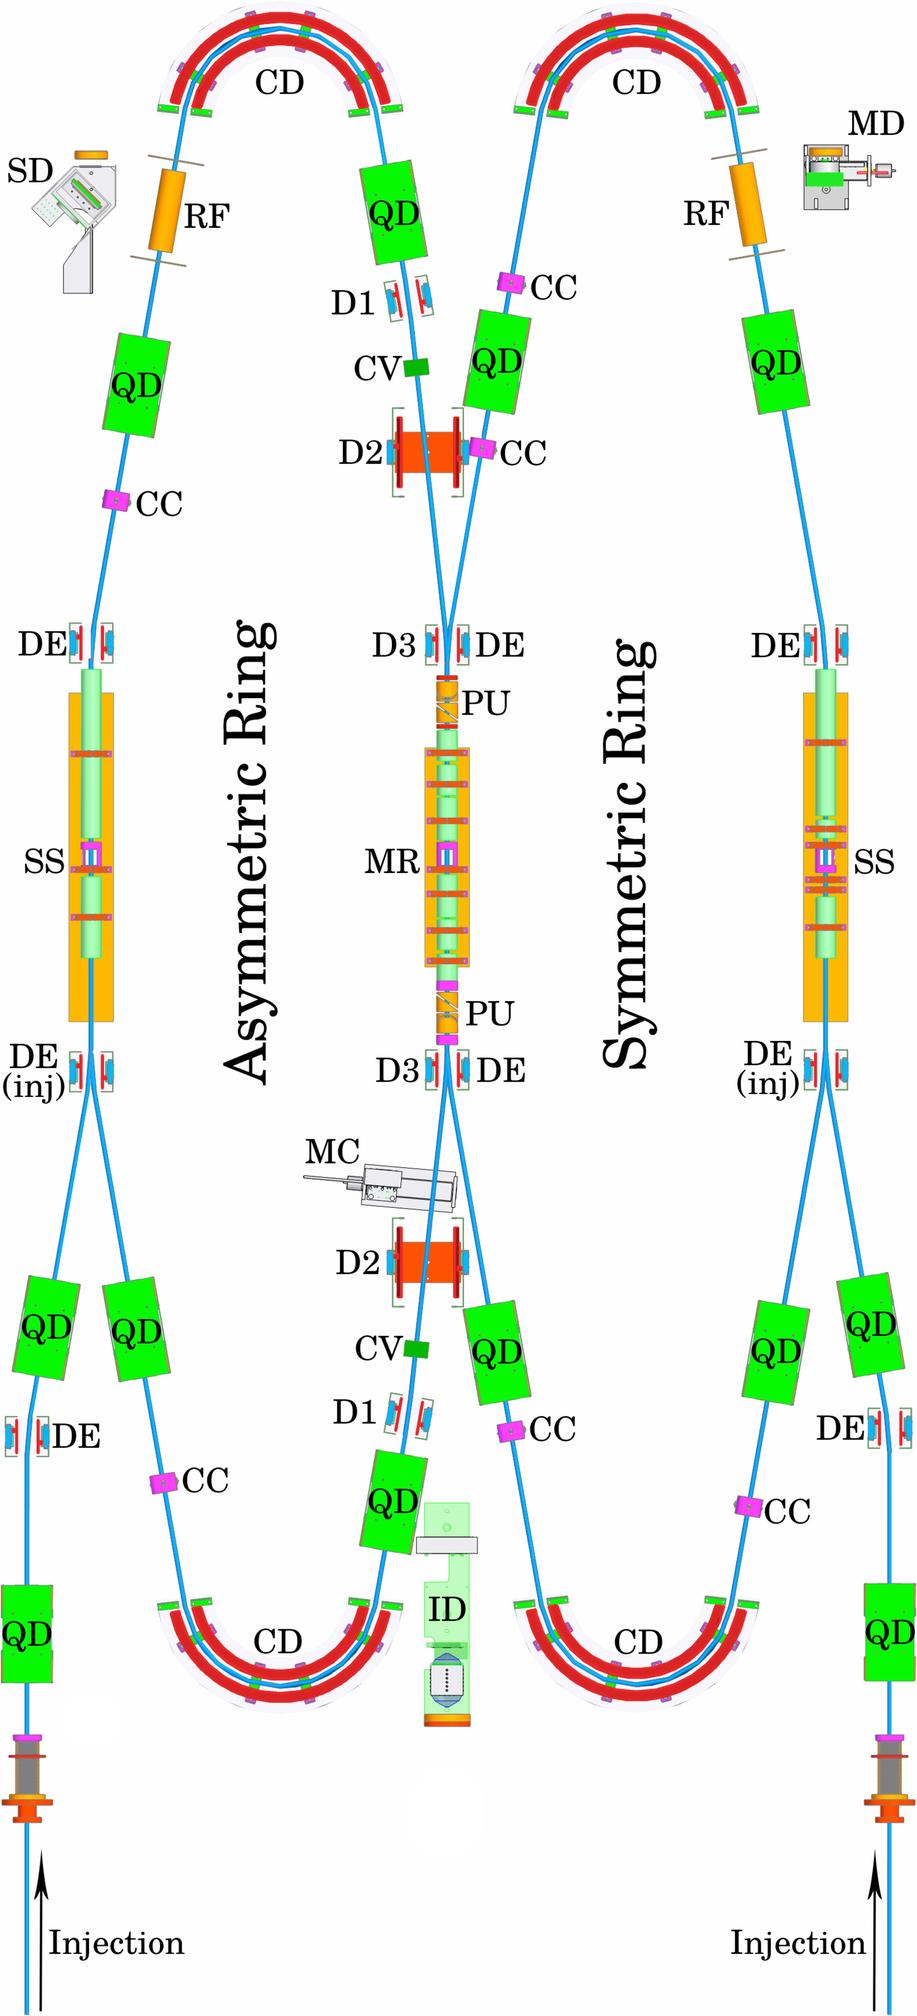 CD
CD
MD
SD
RF
QD
RF
CC
D1
CV
QD
QD
QD
D2
CC
CC
DE
D3
DE
DE
PU
Asymmetric Ring
Symmetric Ring
SS
MR
SS
PU
DE
(inj)
D3
DE
DE
(inj)
MC
D2
QD
QD
QD
CV
QD
QD
D1
DE
CC
DE
CC
QD
CC
ID
QD
QD
CD
CD
Injection
Injection